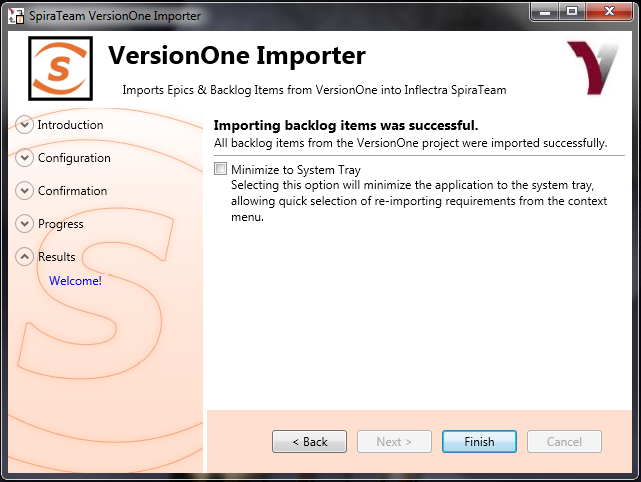 SpiraTeam VersionOne Importer
VersionOne Importer
Imports Epics & Backlog Items from VersionOne into Inflectra SpiraTeam
Introduction
Configuration
Confirmation
Progress
Results
Welcome!
Importing backlog items was successful.
All backlog items from the VersionOne project were imported successfully.
Minimize to System Tray
Selecting this option will minimize the application to the system tray,
allowing quick selection of re-importing requirements from the context
menu.
< Back
Next >
Finish
Cancel